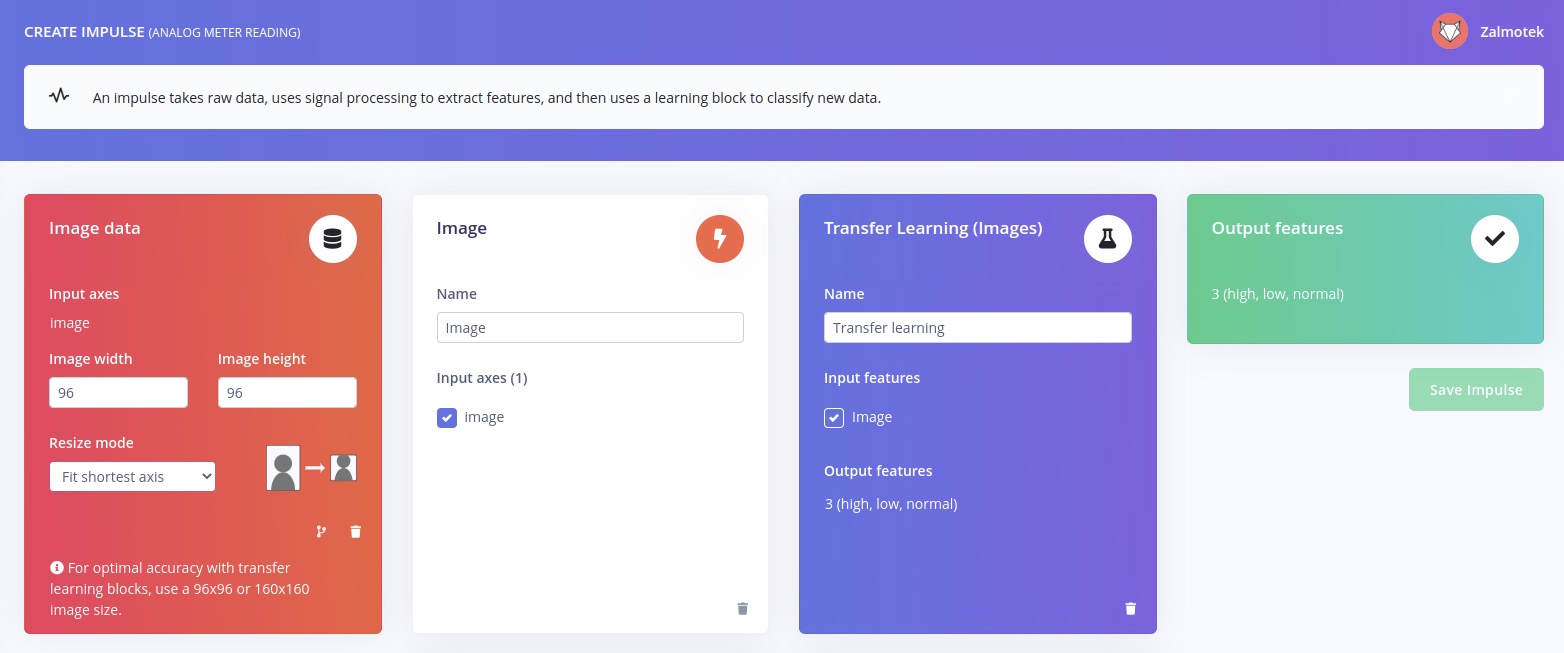 CREATE IMPULSE (ANALOG METER READING)
Zalmotek
An impulse takes raw data, uses signal processing to extract features, and then uses a learning block to classify new data.
Image data
Input axes
image
Image width
Image height
96
96
Resize mode
Fit shortest axis
For optimal accuracy with transfer
learning blocks, use a 96x96 or 160x160
image size.
Image
Name
Image
Input axes (1)
image
Transfer Learning (Images)
Name
Transfer learning
Input features
Image
Output features
3 (high, low, normal)
Output features
3 (high, low, normal)
Save Impulse